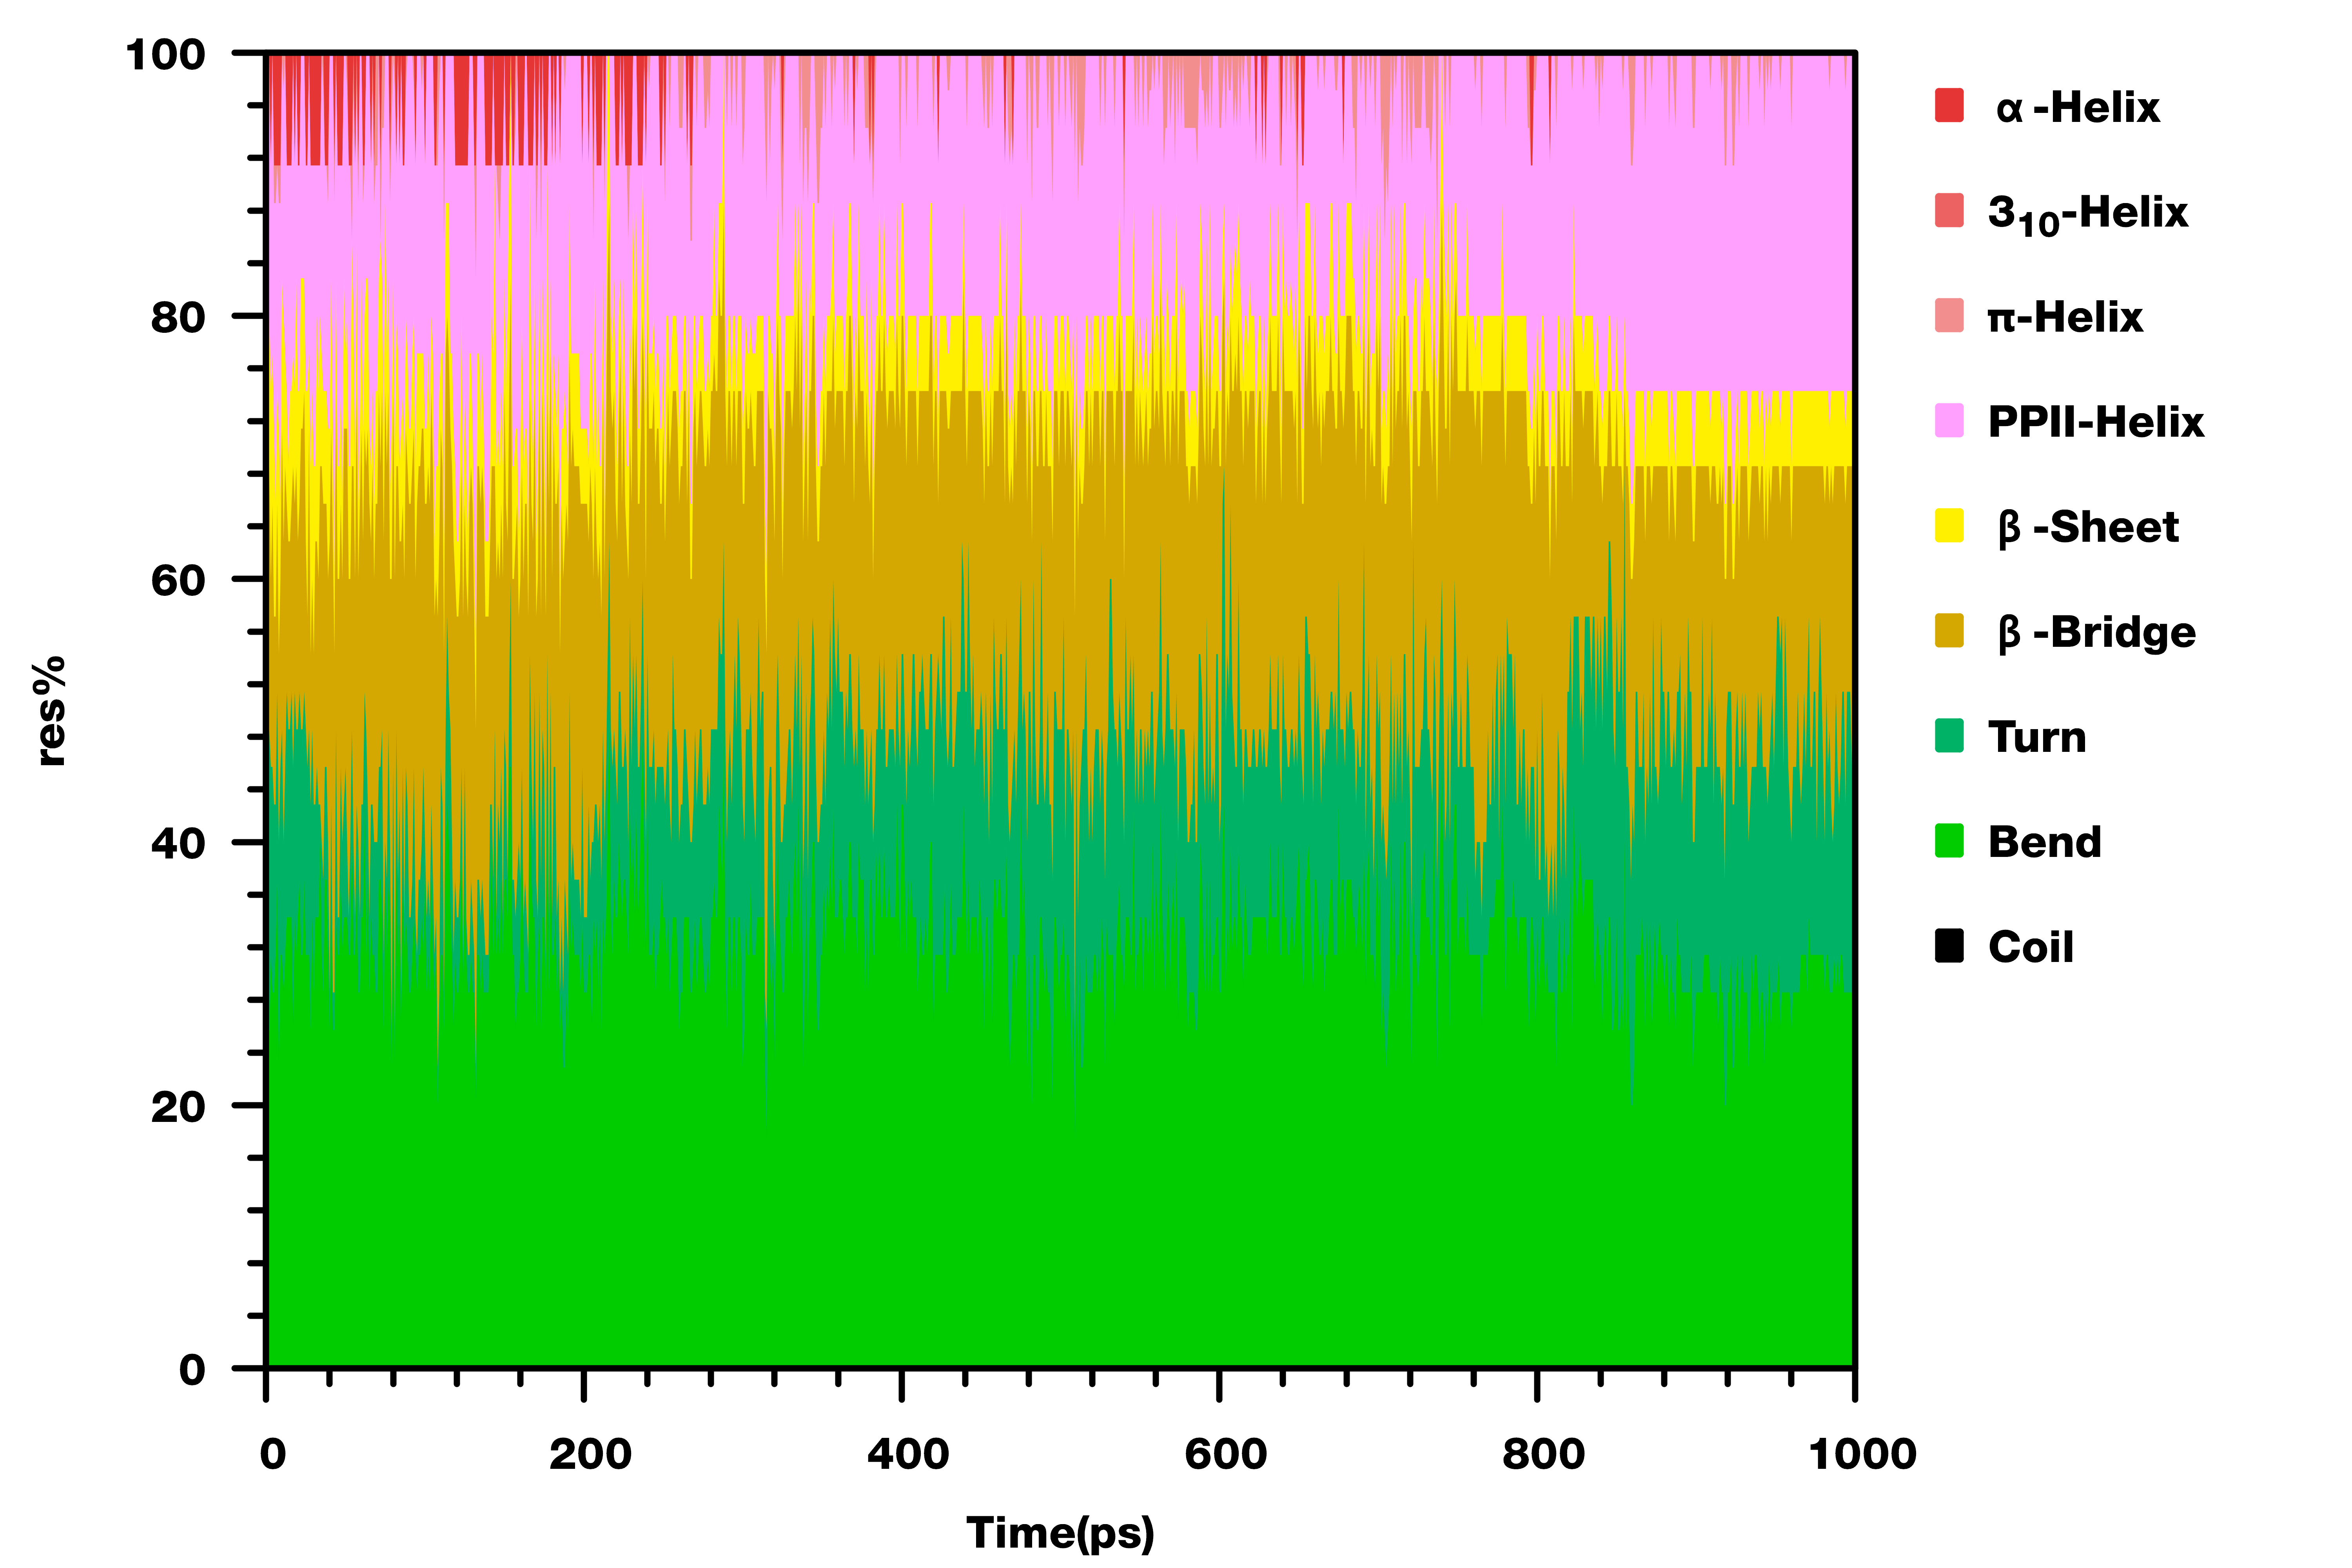 100
80
60
40
20
0
res%
0 200 400 600 800 1000
Time(ps)
α -Helix
3₁₀-Helix
π-Helix
PPII-Helix
β -Sheet
β -Bridge
Turn
Bend
Coil